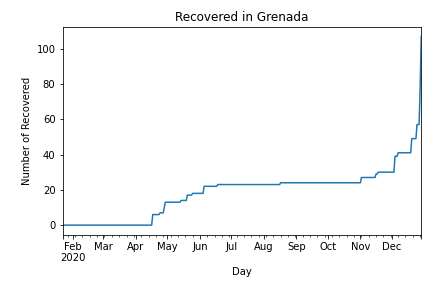 Recovered in Grenada
Number of Recovered
100
80
60
40
20
0
Feb Mar Apr May Jun Jul Aug Sep Oct Nov Dec
2020
Day